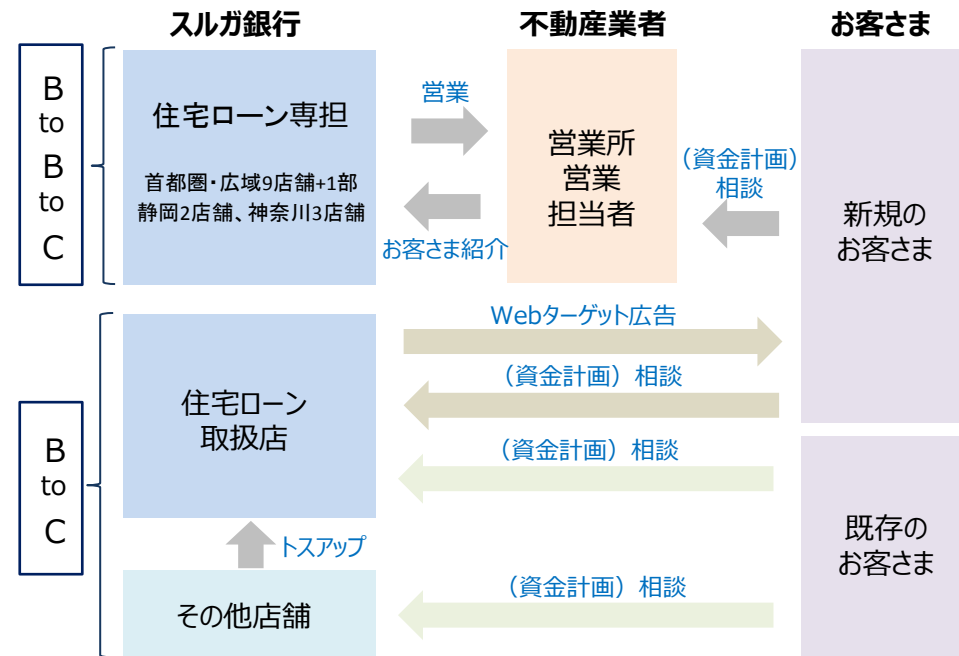 スルガ銀行
不動産業者
お客さま
B
to
B
to
C
住宅ローン専担
首都圏・広域9店舗+1部
静岡2店舗、神奈川3店舗
営業
お客さま紹介
営業所
営業
担当者
(資金計画)
相談
新規の
お客さま
B
to
C
住宅ローン
取扱店
Webターゲット広告
(資金計画) 相談
(資金計画) 相談
トスアップ
その他店舗
(資金計画) 相談
既存の
お客さま